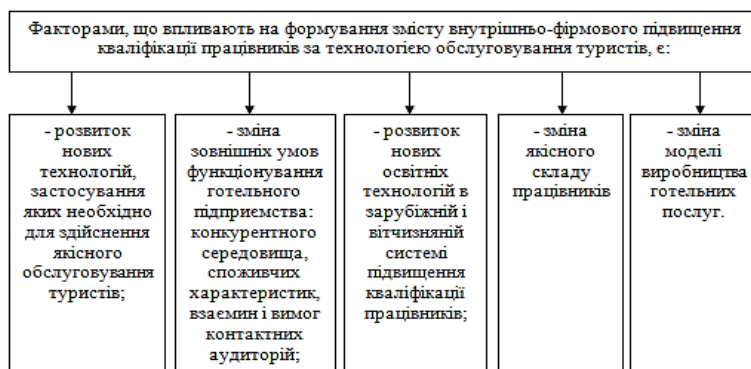 Факторами, що впливають на формування змісту внутрішньо-фірмового підвищення
кваліфікації працівників за технологією обслуговування туристів, є:
- розвиток
нових
технологій,
застосування
яких необхідно
для здійснення
якісного
обслуговування
туристів;
- зміна
зовнішніх умов
функціонування
готельного
підприємства:
конкурентного
середовища,
споживчих
характеристик,
взаємин і вимог
контактних
аудиторій;
- розвиток
нових
освітніх
технологій в
зарубіжній і
вітчизняній
системі
підвищення
кваліфікації
працівників;
- зміна
якісного
складу
працівників
- зміна
моделі
виробництва
готельних
послуг.